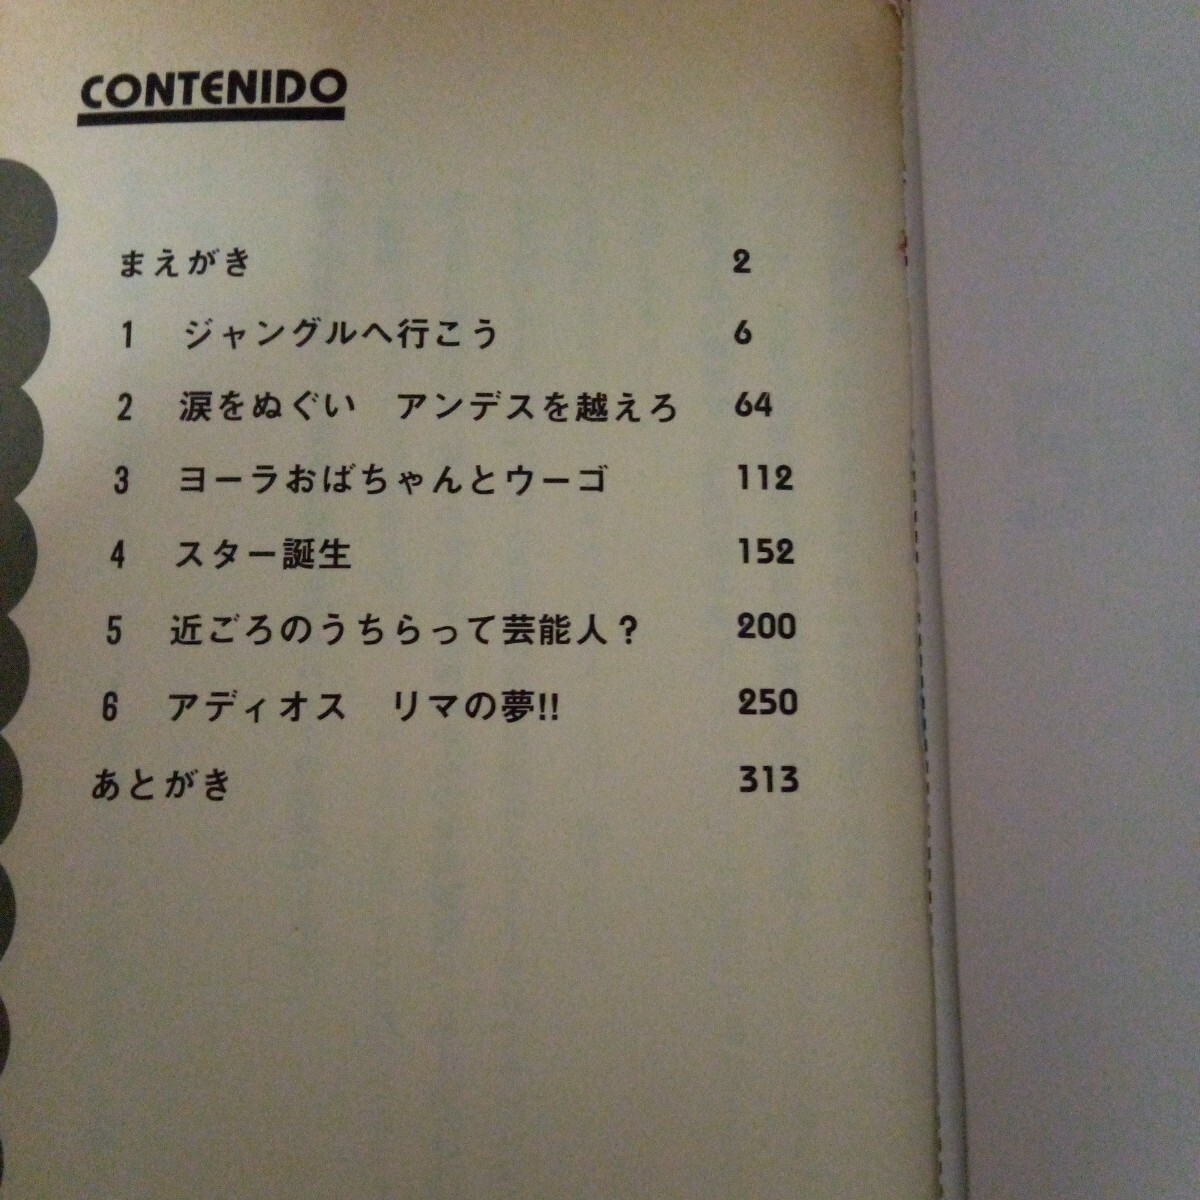 CONTENIDO
まえがき 2
1 ジャングルへ行こう 6
2 涙をぬぐい アンデスを越えろ 64
3 ヨーラおばちゃんとウーゴ 112
4 スター誕生 152
5 近ごろのうちらって芸能人? 200
6 アディオス リマの夢!! 250
あとがき 313